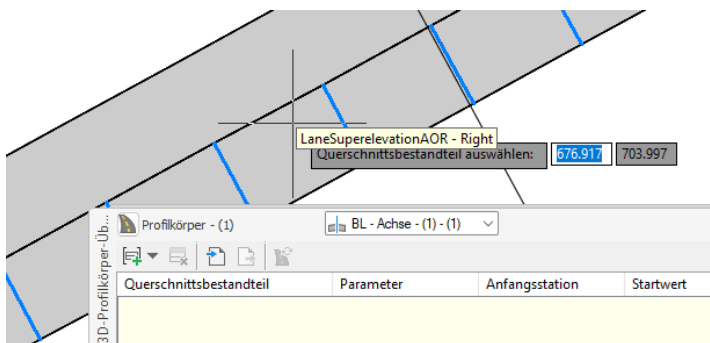 LaneSuperelevationAOR - Right
Querschnittsbestandteil auswählen: 676.917 703.997
3D-Profilkörper-Üb...
Profilkörper - (1) BL - Achse - (1) - (1)
Querschnittsbestandteil Parameter Anfangsstation Startwert